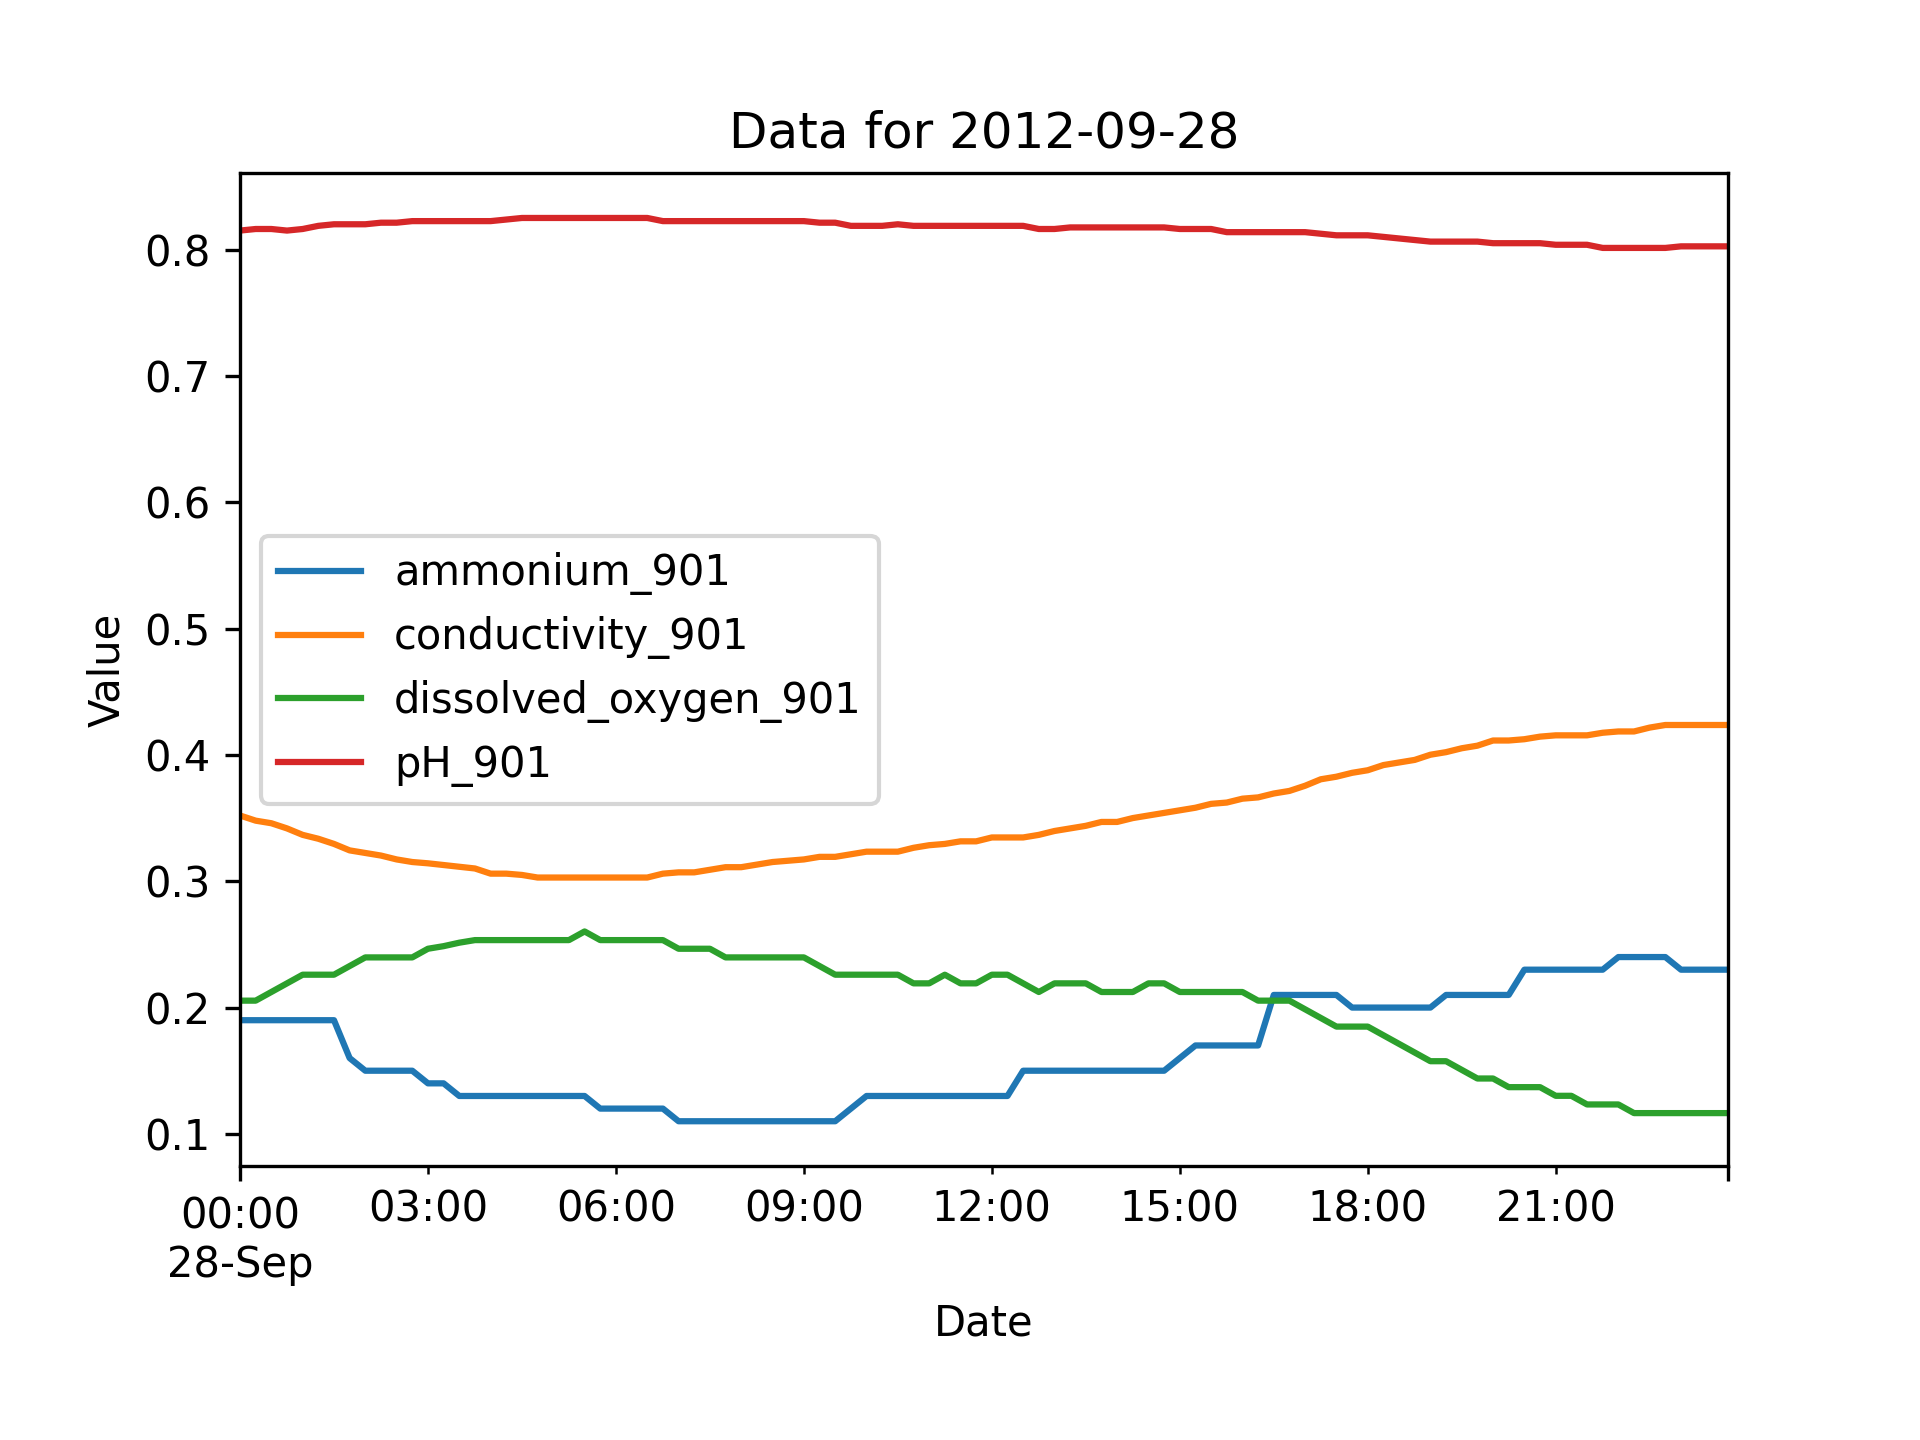 Data for 2012-09-28
Value
0.8
0.7
0.6
0.5
0.4
0.3
0.2
0.1
ammonium_901
conductivity_901
dissolved_oxygen_901
pH_901
00:00 03:00 06:00 09:00 12:00 15:00 18:00 21:00
28-Sep
Date